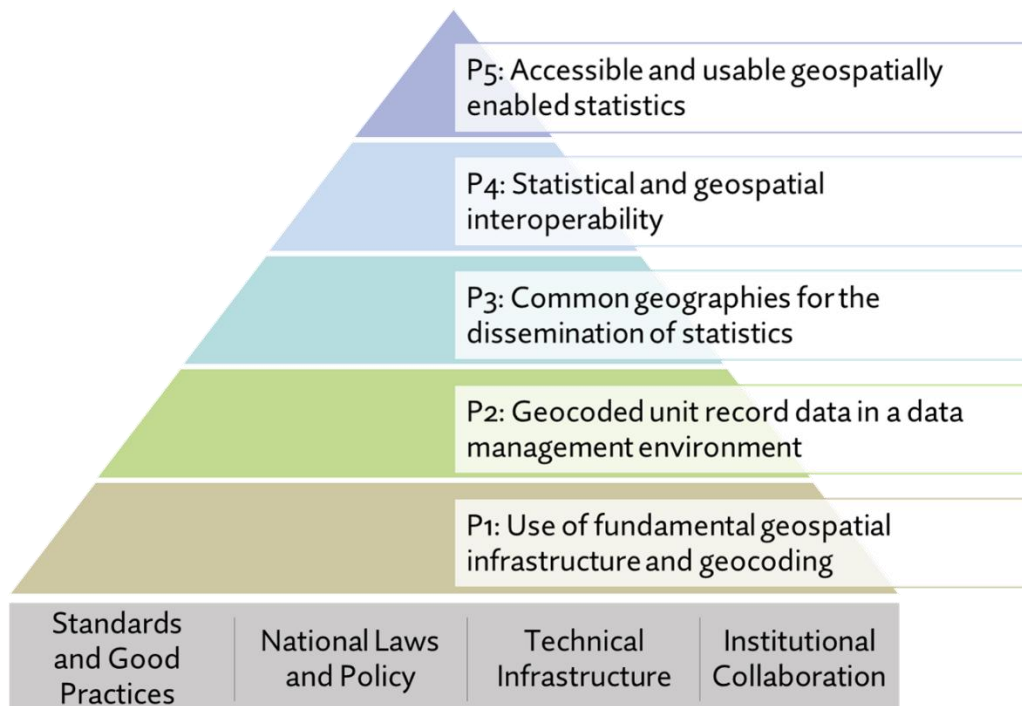 P5: Accessible and usable geospatially
enabled statistics
P4: Statistical and geospatial
interoperability
P3: Common geographies for the
dissemination of statistics
P2: Geocoded unit record data in a data
management environment
P1: Use of fundamental geospatial
infrastructure and geocoding
Standards
and Good
Practices
National Laws
and Policy
Technical
Infrastructure
Institutional
Collaboration